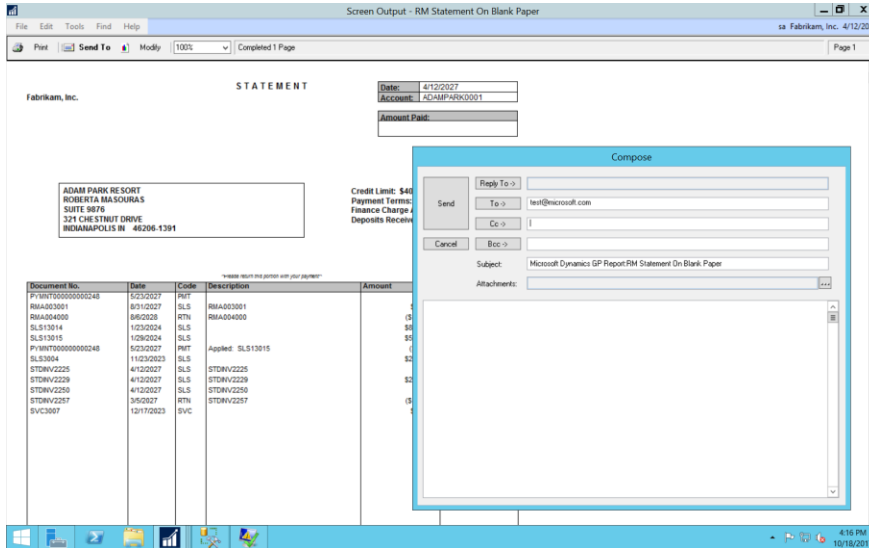 Screen Output - RM Statement On Blank Paper
File Edit Tools Find Help
sa Fabrikam, Inc. 4/12/20
Print Send To Modify 100% Completed 1 Page
Page 1
STATEMENT
Fabrikam, Inc.
Date: 4/12/2027
Account: ADAMPARK0001
Amount Paid:
ADAM PARK RESORT
ROBERTA MASOURAS
SUITE 9876
321 CHESTNUT DRIVE
INDIANAPOLIS IN 46206-1391
Credit Limit: $40
Payment Terms:
Finance Charge
Deposits Receive
*Please return this portion with your payment*
Document No. Date Code Description Amount
PYMNT000000000248 5/23/2027 PMT
RMA003001 8/31/2027 SLS RMA003001
RMA004000 8/6/2028 RTN RMA004000 ($
SLS13014 1/23/2024 SLS $8
SLS13015 1/29/2024 SLS $5
PYMNT000000000248 5/23/2027 PMT Applied: SLS13015 (
SLS3004 11/23/2023 SLS $2
STDINV2225 4/12/2027 SLS STDINV2225
STDINV2229 4/12/2027 SLS STDINV2229 $2
STDINV2250 4/12/2027 SLS STDINV2250
STDINV2257 3/5/2027 RTN STDINV2257 ($
SVC3007 12/17/2023 SVC
Compose
Reply To ->
Send To -> test@microsoft.com
Cc ->
Cancel Bcc ->
Subject: Microsoft Dynamics GP Report:RM Statement On Blank Paper
Attachments: ...
4:16 PM
10/18/201